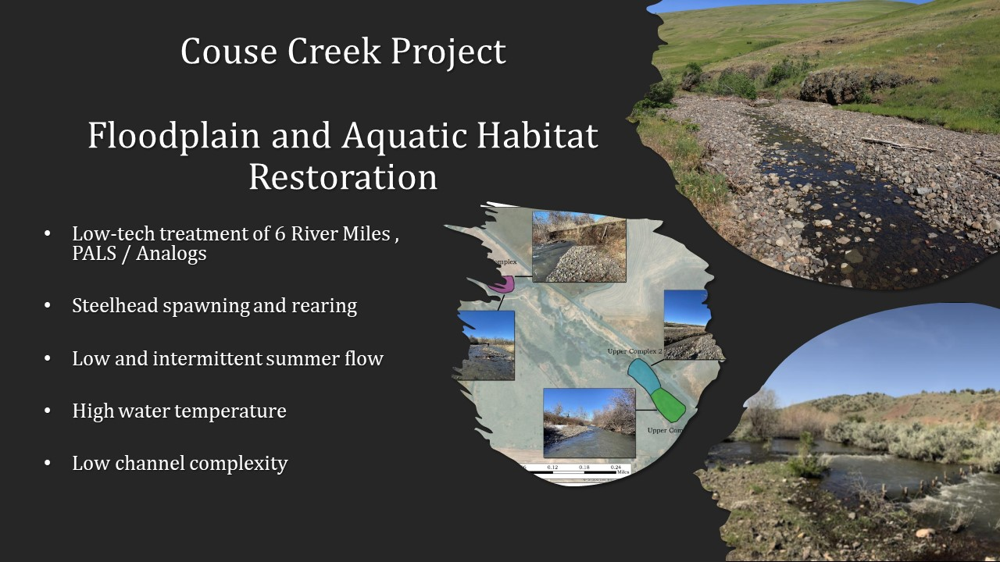 Couse Creek Project
Floodplain and Aquatic Habitat
Restoration
• Low-tech treatment of 6 River Miles ,
PALS / Analogs
• Steelhead spawning and rearing
• Low and intermittent summer flow
• High water temperature
• Low channel complexity
Upper Complex 2
Upper
0.12 0.18 0.24
Miles